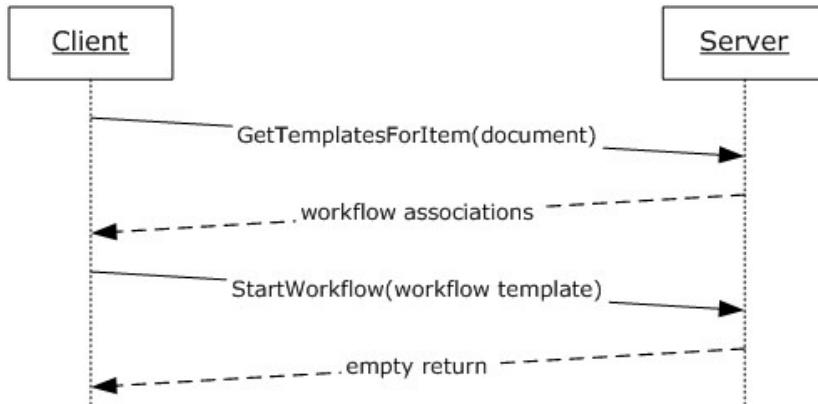 Client
Server
GetTemplatesForItem(document)
workflow associations
StartWorkflow(workflow template)
empty return